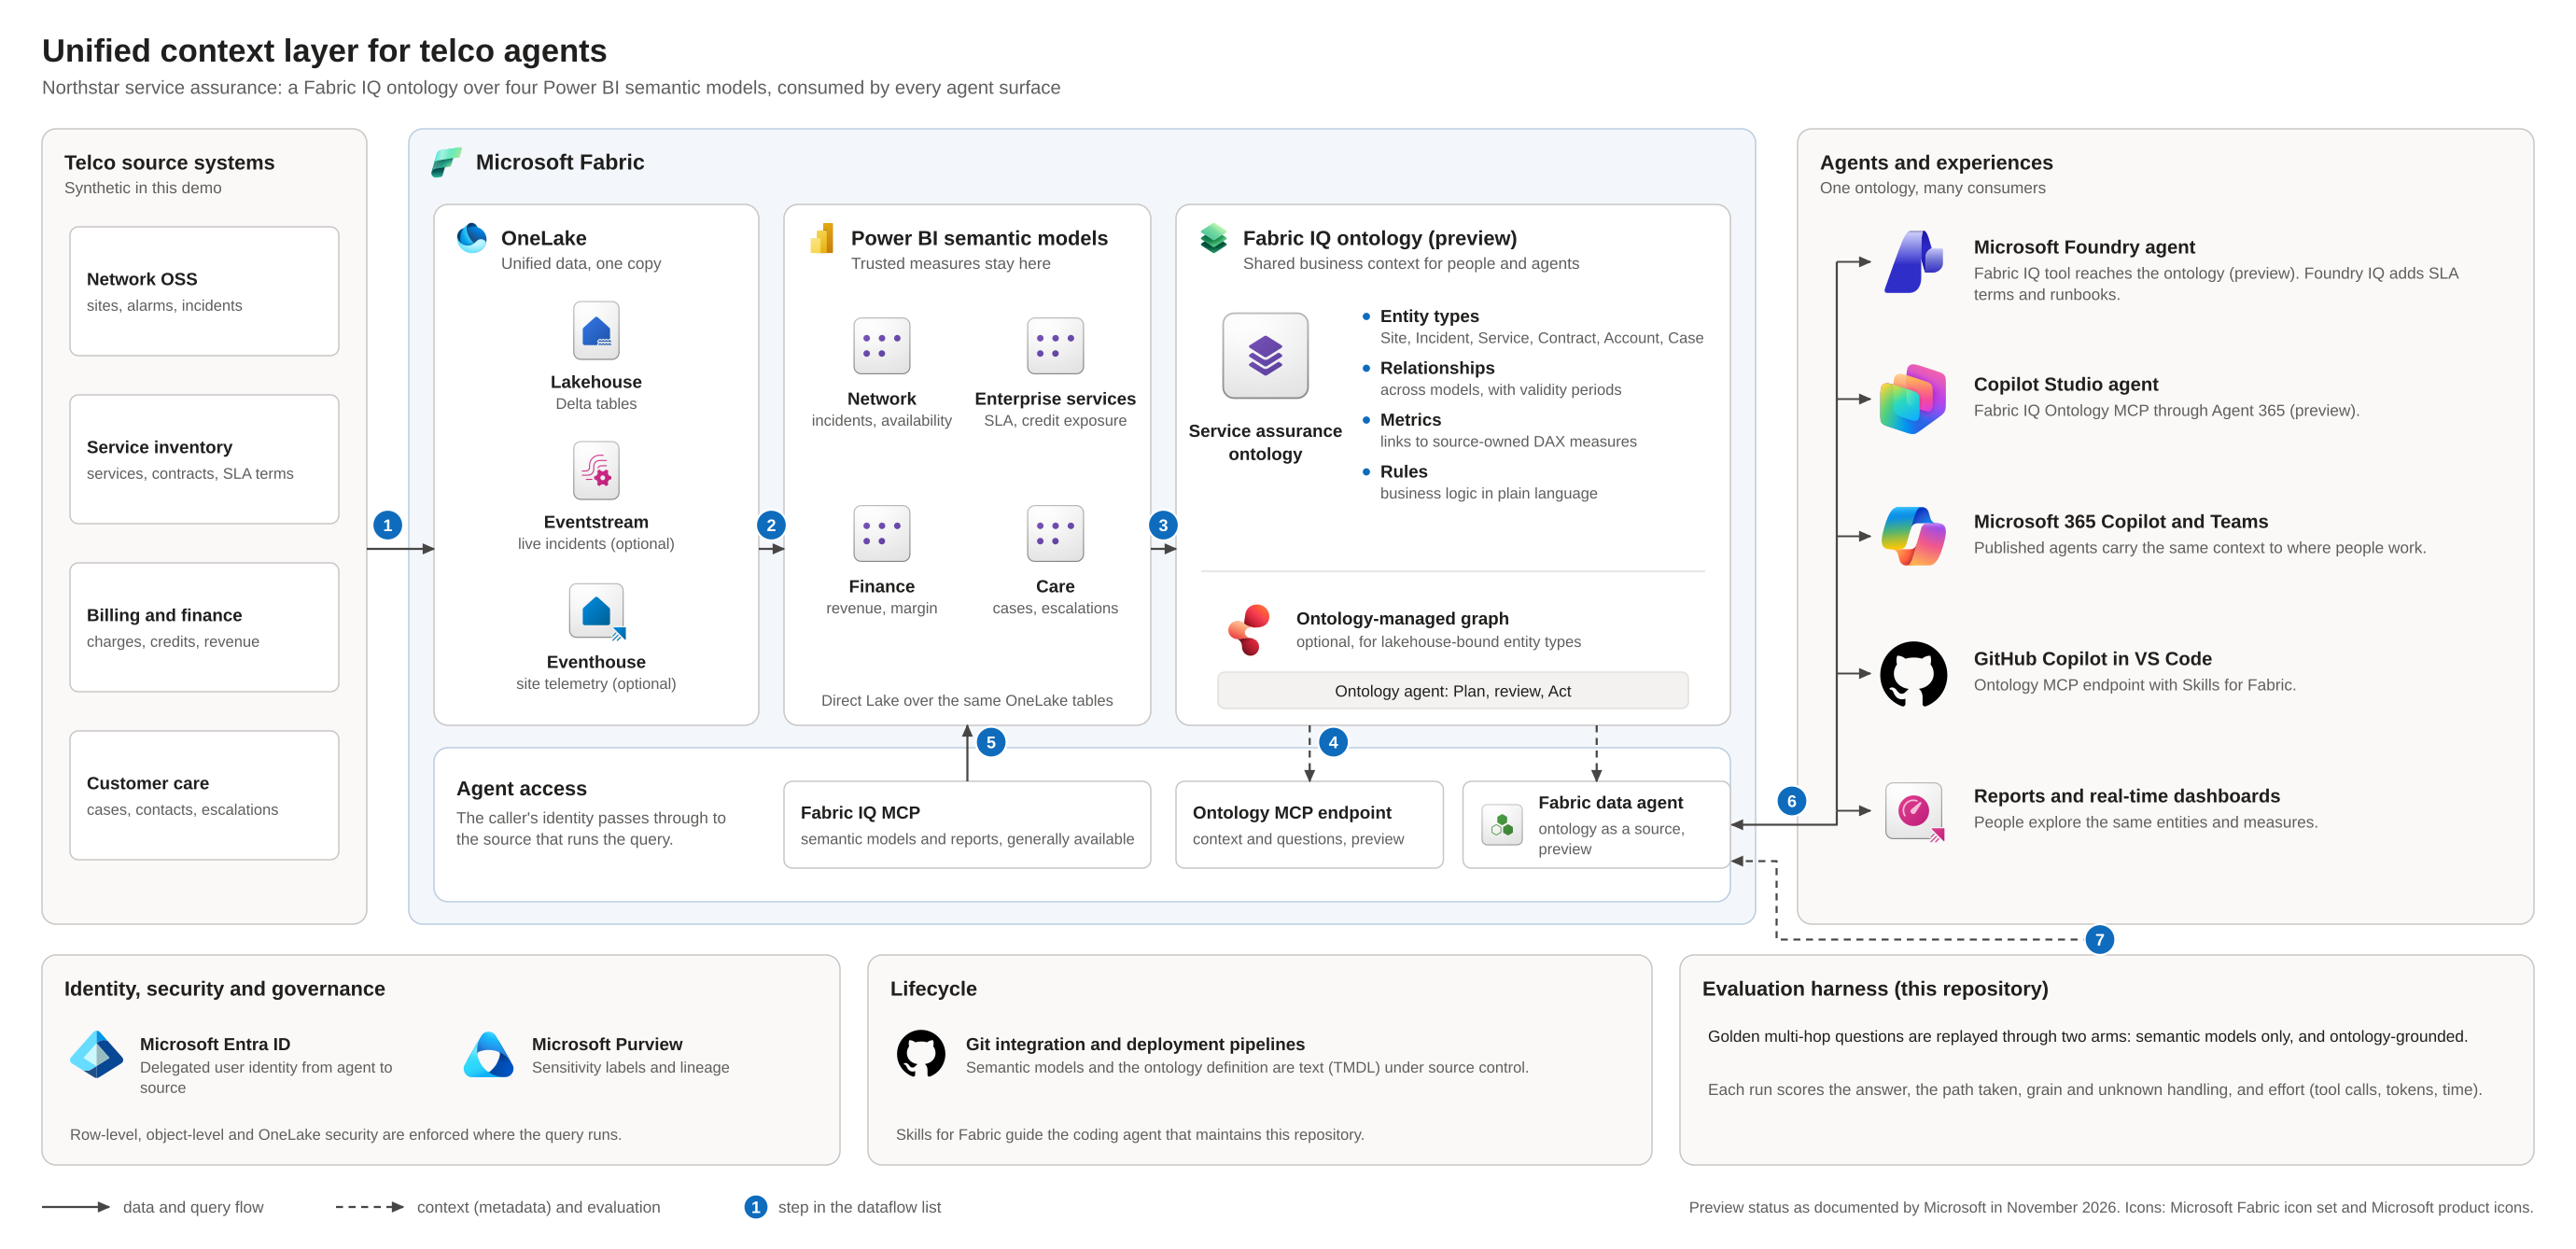 Unified context layer for telco agents
Northstar service assurance: a Fabric IQ ontology over four Power BI semantic models, consumed by every agent surface
Telco source systems
Synthetic in this demo
Network OSS
sites, alarms, incidents
Service inventory
services, contracts, SLA terms
Billing and finance
charges, credits, revenue
Customer care
cases, contacts, escalations
1
Microsoft Fabric
OneLake
Unified data, one copy
Lakehouse
Delta tables
Eventstream
live incidents (optional)
Eventhouse
site telemetry (optional)
2
Power BI semantic models
Trusted measures stay here
Network
incidents, availability
Enterprise services
SLA, credit exposure
Finance
revenue, margin
Care
cases, escalations
Direct Lake over the same OneLake tables
3
Fabric IQ ontology (preview)
Shared business context for people and agents
Service assurance
ontology
Entity types
Site, Incident, Service, Contract, Account, Case
Relationships
across models, with validity periods
Metrics
links to source-owned DAX measures
Rules
business logic in plain language
Ontology-managed graph
optional, for lakehouse-bound entity types
Ontology agent: Plan, review, Act
5
4
Agent access
The caller's identity passes through to
the source that runs the query.
Fabric IQ MCP
semantic models and reports, generally available
Ontology MCP endpoint
context and questions, preview
Fabric data agent
ontology as a source,
preview
6
Agents and experiences
One ontology, many consumers
Microsoft Foundry agent
Fabric IQ tool reaches the ontology (preview). Foundry IQ adds SLA
terms and runbooks.
Copilot Studio agent
Fabric IQ Ontology MCP through Agent 365 (preview).
Microsoft 365 Copilot and Teams
Published agents carry the same context to where people work.
GitHub Copilot in VS Code
Ontology MCP endpoint with Skills for Fabric.
Reports and real-time dashboards
People explore the same entities and measures.
7
Identity, security and governance
Microsoft Entra ID
Delegated user identity from agent to
source
Microsoft Purview
Sensitivity labels and lineage
Row-level, object-level and OneLake security are enforced where the query runs.
Lifecycle
Git integration and deployment pipelines
Semantic models and the ontology definition are text (TMDL) under source control.
Skills for Fabric guide the coding agent that maintains this repository.
Evaluation harness (this repository)
Golden multi-hop questions are replayed through two arms: semantic models only, and ontology-grounded.
Each run scores the answer, the path taken, grain and unknown handling, and effort (tool calls, tokens, time).
data and query flow
context (metadata) and evaluation
1 step in the dataflow list
Preview status as documented by Microsoft in November 2026. Icons: Microsoft Fabric icon set and Microsoft product icons.